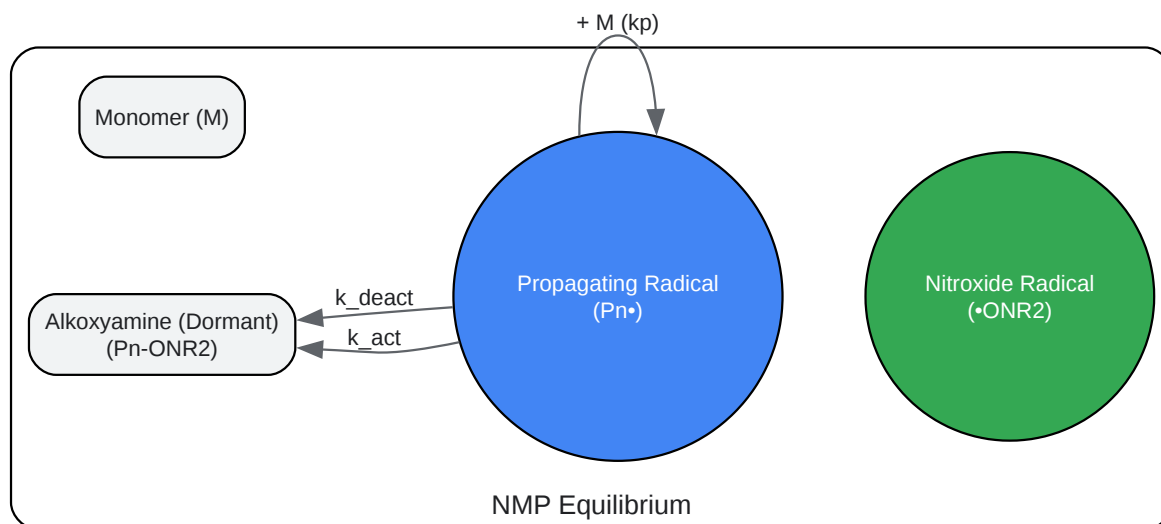 + M (kp)
Monomer (M)
Propagating Radical
(Pn•)
Nitroxide Radical
(•ONR2)
k_deact
Alkoxyamine (Dormant)
(Pn-ONR2)
k_act
NMP Equilibrium